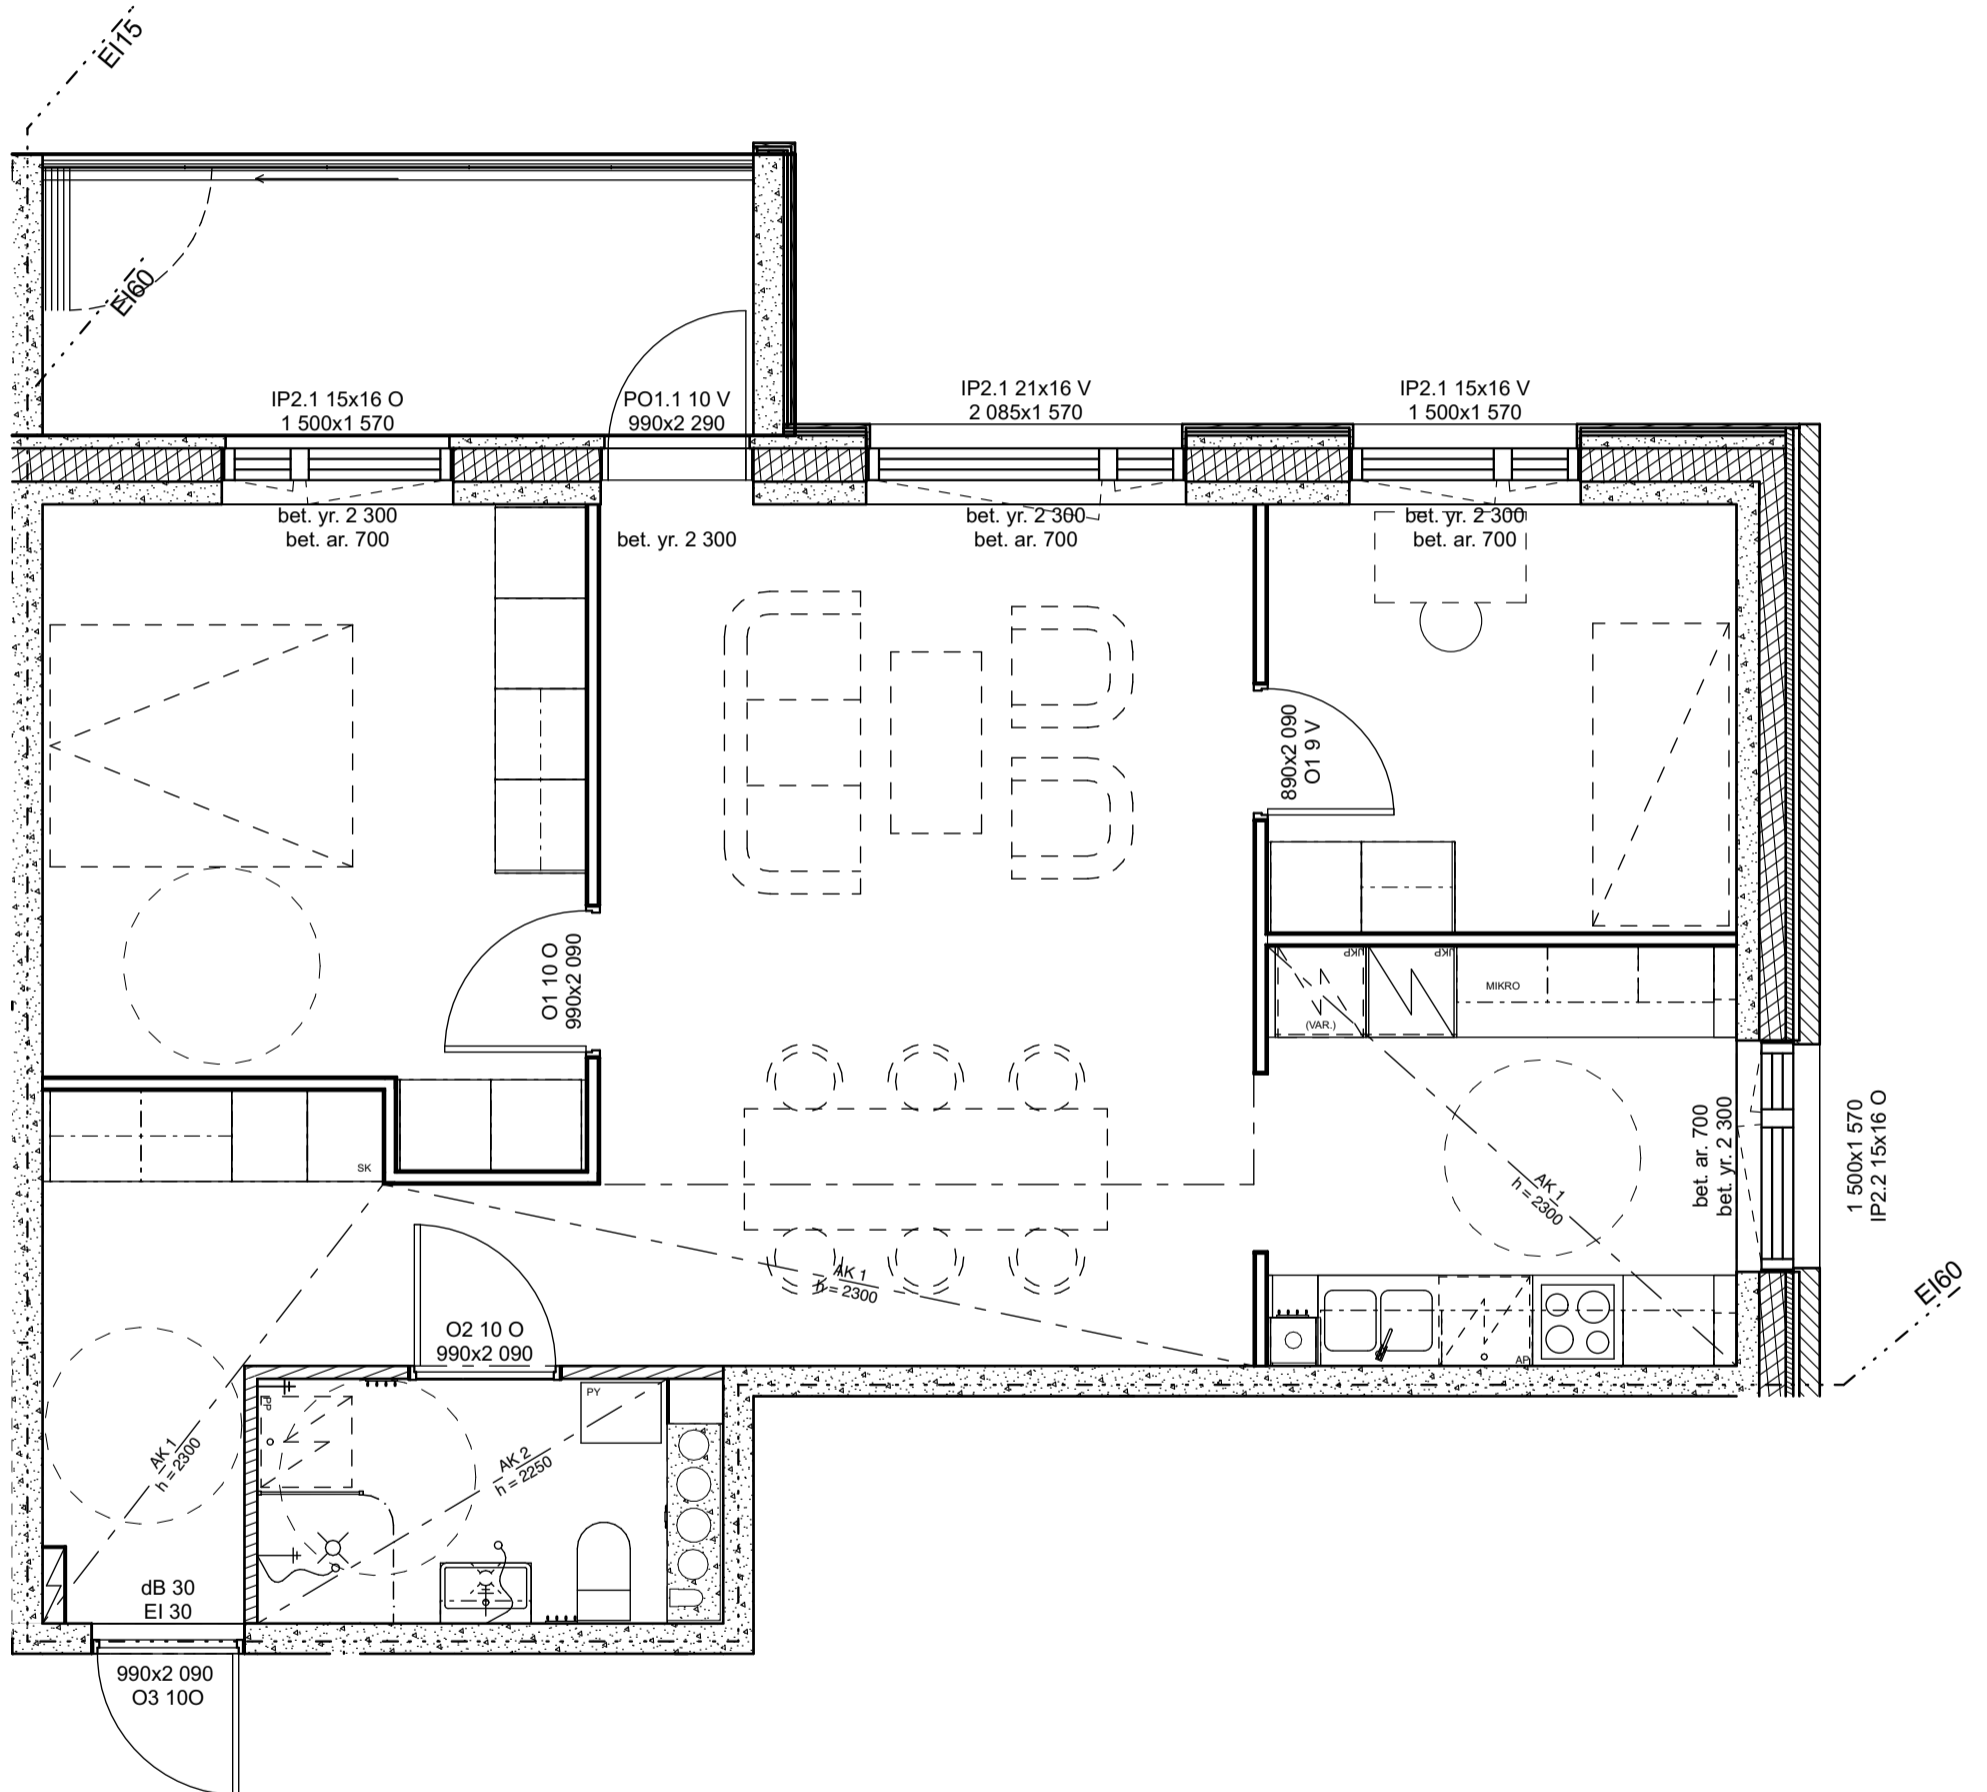 EI15
EI60
IP2.1 15x16 O
1 500x1 570
PO1.1 10 V
990x2 290
IP2.1 21x16 V
2 085x1 570
IP2.1 15x16 V
1 500x1 570
bet. yr. 2 300
bet. ar. 700
bet. yr. 2 300
bet. yr. 2 300
bet. ar. 700
bet. yr. 2 300
bet. ar. 700
890x2 090
O1 9 V
O1 10 O
990x2 090
JKP
JKP
MIKRO
(VAR.)
SK
AK 1
h = 2300
bet. ar. 700
bet. yr. 2 300
1 500x1 570
IP2.2 15x16 O
AK 1
h = 2300
EI60
O2 10 O
990x2 090
AP
PP
PY
AK 1
h = 2300
AK 2
h = 2250
dB 30
EI 30
990x2 090
O3 10O